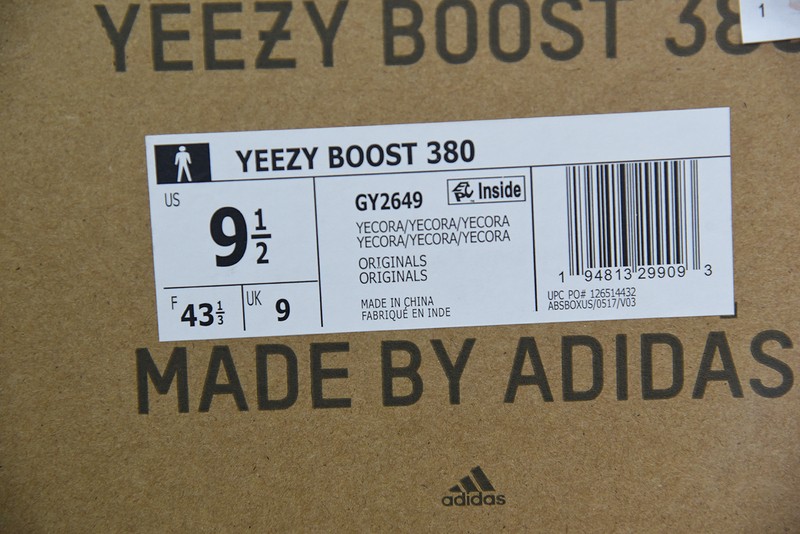 YEEZY BOOST 380
1
YEEZY BOOST 380
US
9 1/2
F 43 1/3
UK 9
GY2649
Inside
YECORA/YECORA/YECORA
YECORA/YECORA/YECORA
ORIGINALS
ORIGINALS
MADE IN CHINA
FABRIQUÉ EN INDE
1 94813 29909 3
UPC PO# 126514432
ABSBOXUS/0517/V03
MADE BY ADIDAS
adidas